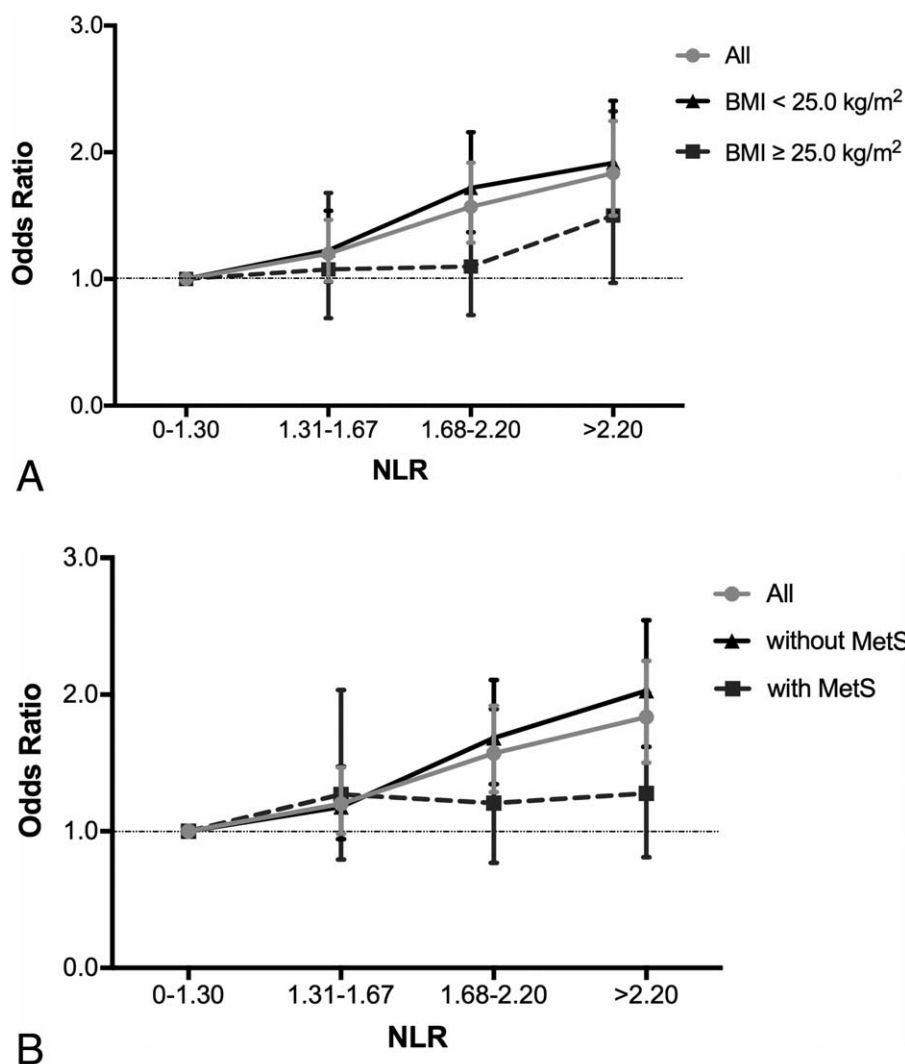 3.0
2.0
1.0
0.0
Odds Ratio
All
BMI < 25.0 kg/m²
BMI ≥ 25.0 kg/m²
0-1.30 1.31-1.67 1.68-2.20 >2.20
NLR
A
3.0
2.0
1.0
0.0
Odds Ratio
All
without MetS
with MetS
0-1.30 1.31-1.67 1.68-2.20 >2.20
NLR
B